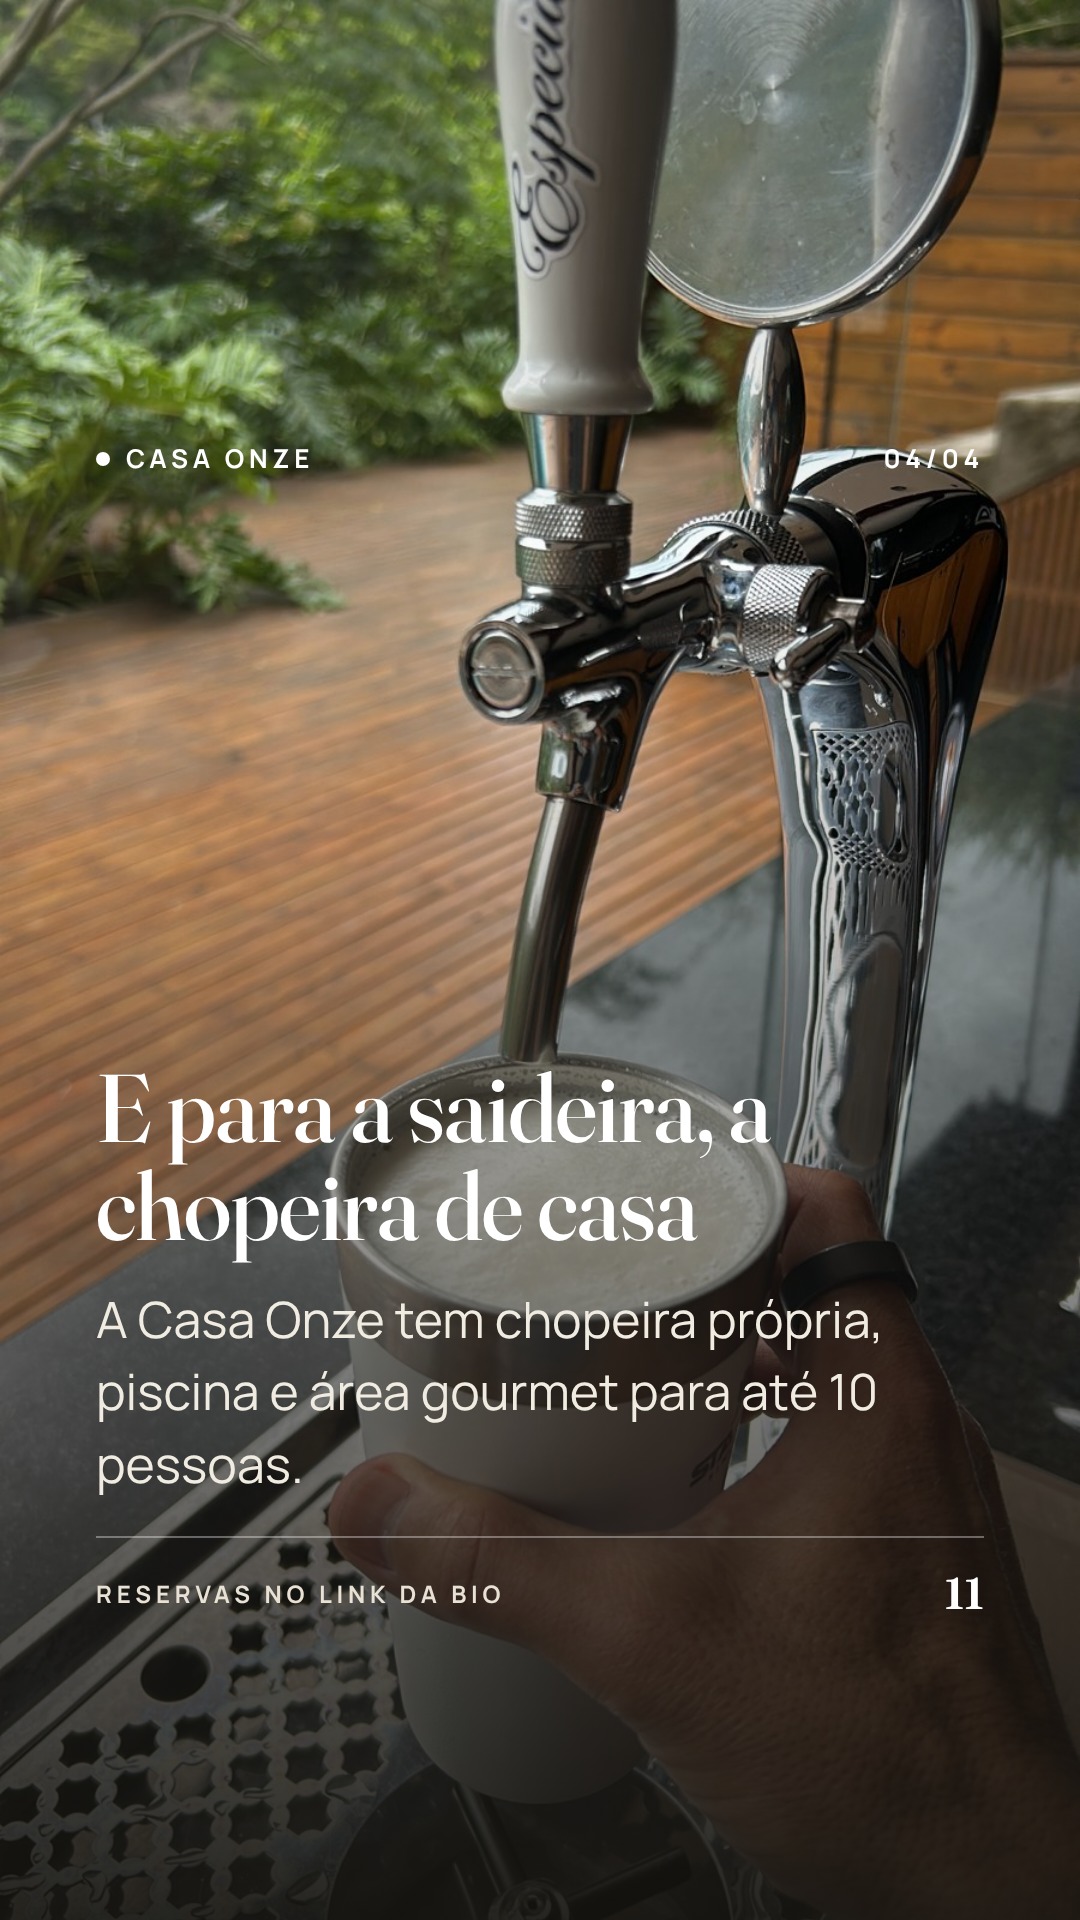 Especia
CASA ONZE
04/04
E para a saideira, a
chopeira de casa
A Casa Onze tem chopeira própria,
piscina e área gourmet para até 10
pessoas.
RESERVAS NO LINK DA BIO
11